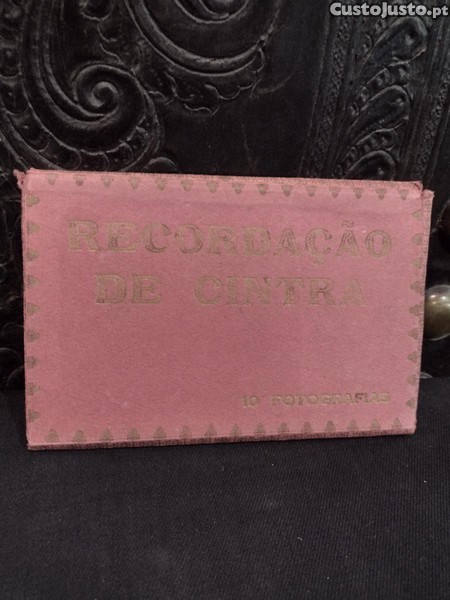 CustoJusto.pt
RECORDAÇÃO
DE CINTRA
10 FOTOGRAFIAS